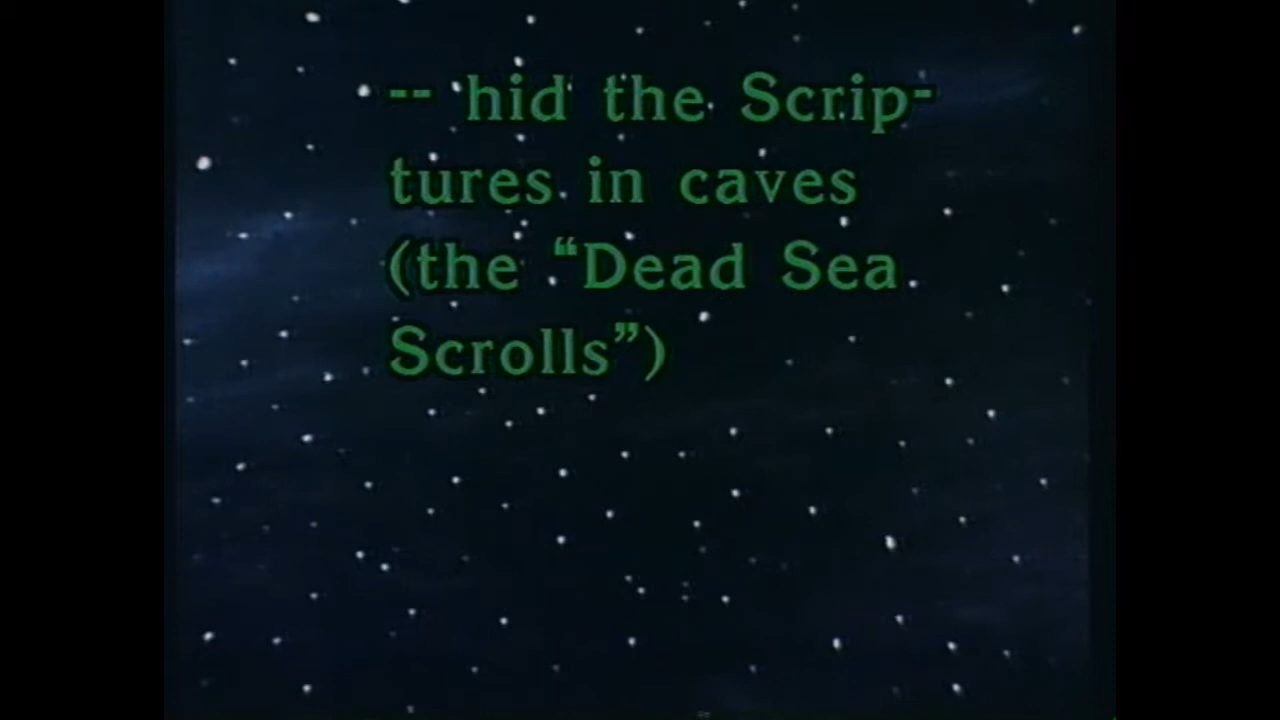 -- hid the Scrip-
tures in caves
(the “Dead Sea
Scrolls”)